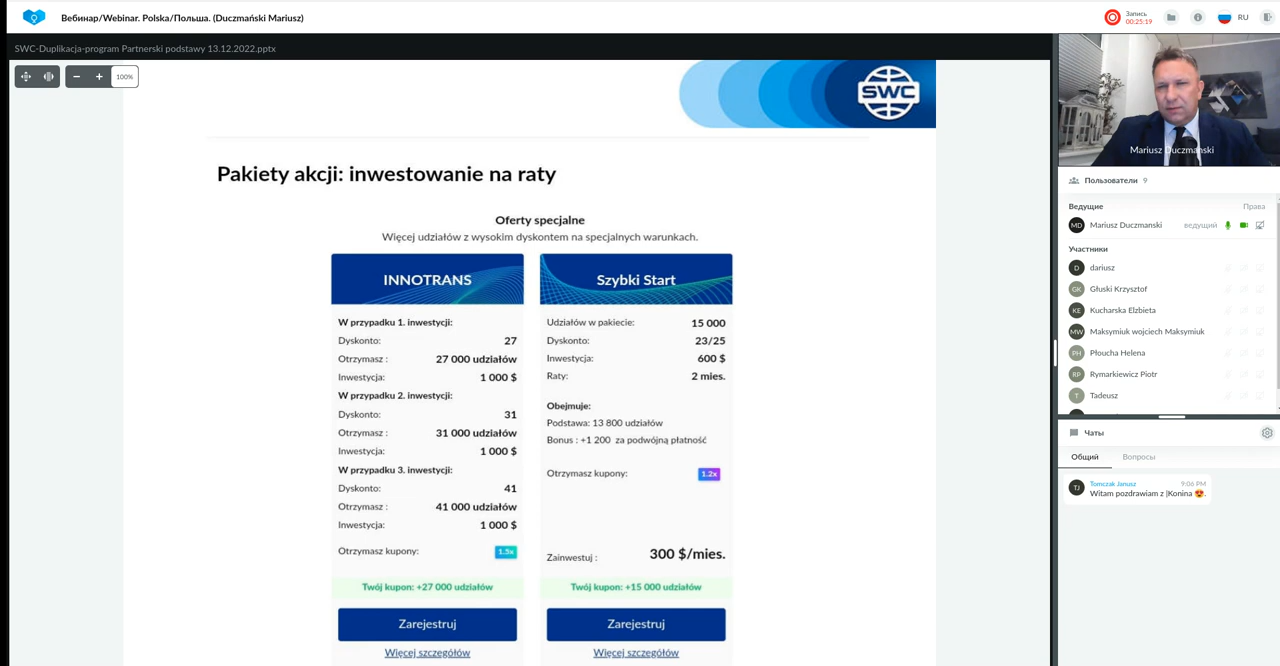 Вебинар/Webinar. Polska/Польша. (Duczmański Mariusz)
Запись
00:25:19
RU
SWC-Duplikacja-program Partnerski podstawy 13.12.2022.pptx
100%
SWC
Pakiety akcji: inwestowanie na raty
Oferty specjalne
Więcej udziałów z wysokim dyskontem na specjalnych warunkach.
INNOTRANS
W przypadku 1. inwestycji:
Dyskonto: 27
Otrzymasz : 27 000 udziałów
Inwestycja: 1 000 $
W przypadku 2. inwestycji:
Dyskonto: 31
Otrzymasz : 31 000 udziałów
Inwestycja: 1 000 $
W przypadku 3. inwestycji:
Dyskonto: 41
Otrzymasz : 41 000 udziałów
Inwestycja: 1 000 $
Otrzymasz kupony: 1.5x
Twój kupon: +27 000 udziałów
Zarejestruj
Więcej szczegółów
Szybki Start
Udziałów w pakiecie: 15 000
Dyskonto: 23/25
Inwestycja: 600 $
Raty: 2 mies.
Obejmuje:
Podstawa: 13 800 udziałów
Bonus : +1 200 za podwójną płatność
Otrzymasz kupony: 1.2x
Zainwestuj : 300 $/mies.
Twój kupon: +15 000 udziałów
Zarejestruj
Więcej szczegółów
Mariusz Duczmanski
Пользователи 9
Ведущие Права
MD Mariusz Duczmanski ведущий
Участники
D dariusz
GK Głuski Krzysztof
KE Kucharska Elzbieta
MW Maksymiuk wojciech Maksymiuk
PH Płoucha Helena
RP Rymarkiewicz Piotr
T Tadeusz
Чаты
Общий Вопросы
TJ Tomczak Janusz 9:06 PM
Witam pozdrawiam z |Konina 😍.